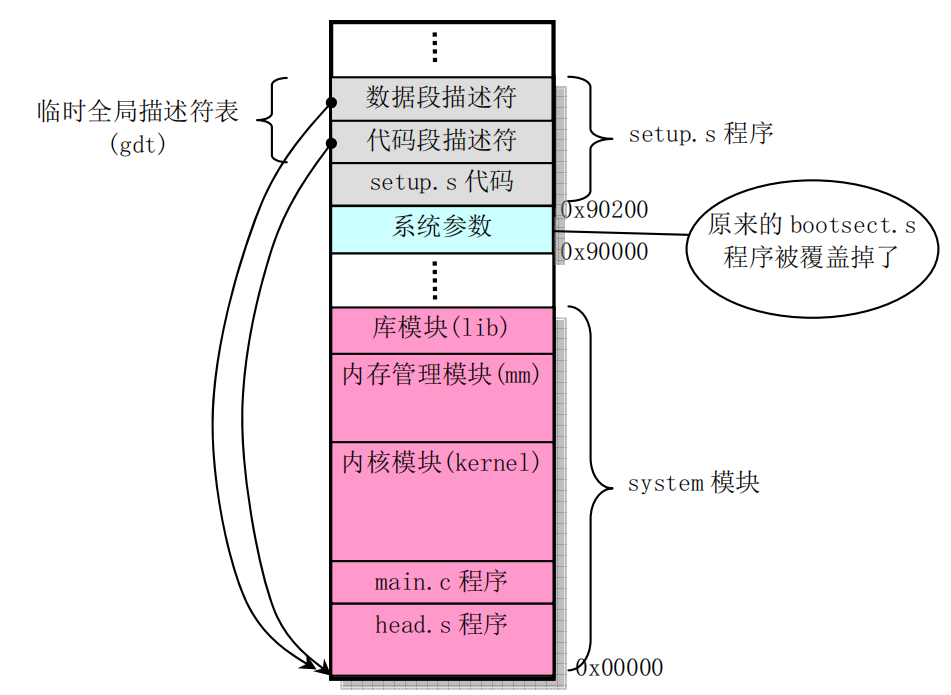 临时全局描述符表
(gdt)
数据段描述符
代码段描述符
setup.s 代码
setup.s 程序
0x90200
系统参数
0x90000
原来的 bootsect.s
程序被覆盖掉了
库模块(lib)
内存管理模块(mm)
内核模块(kernel)
system 模块
main.c 程序
head.s 程序
0x00000